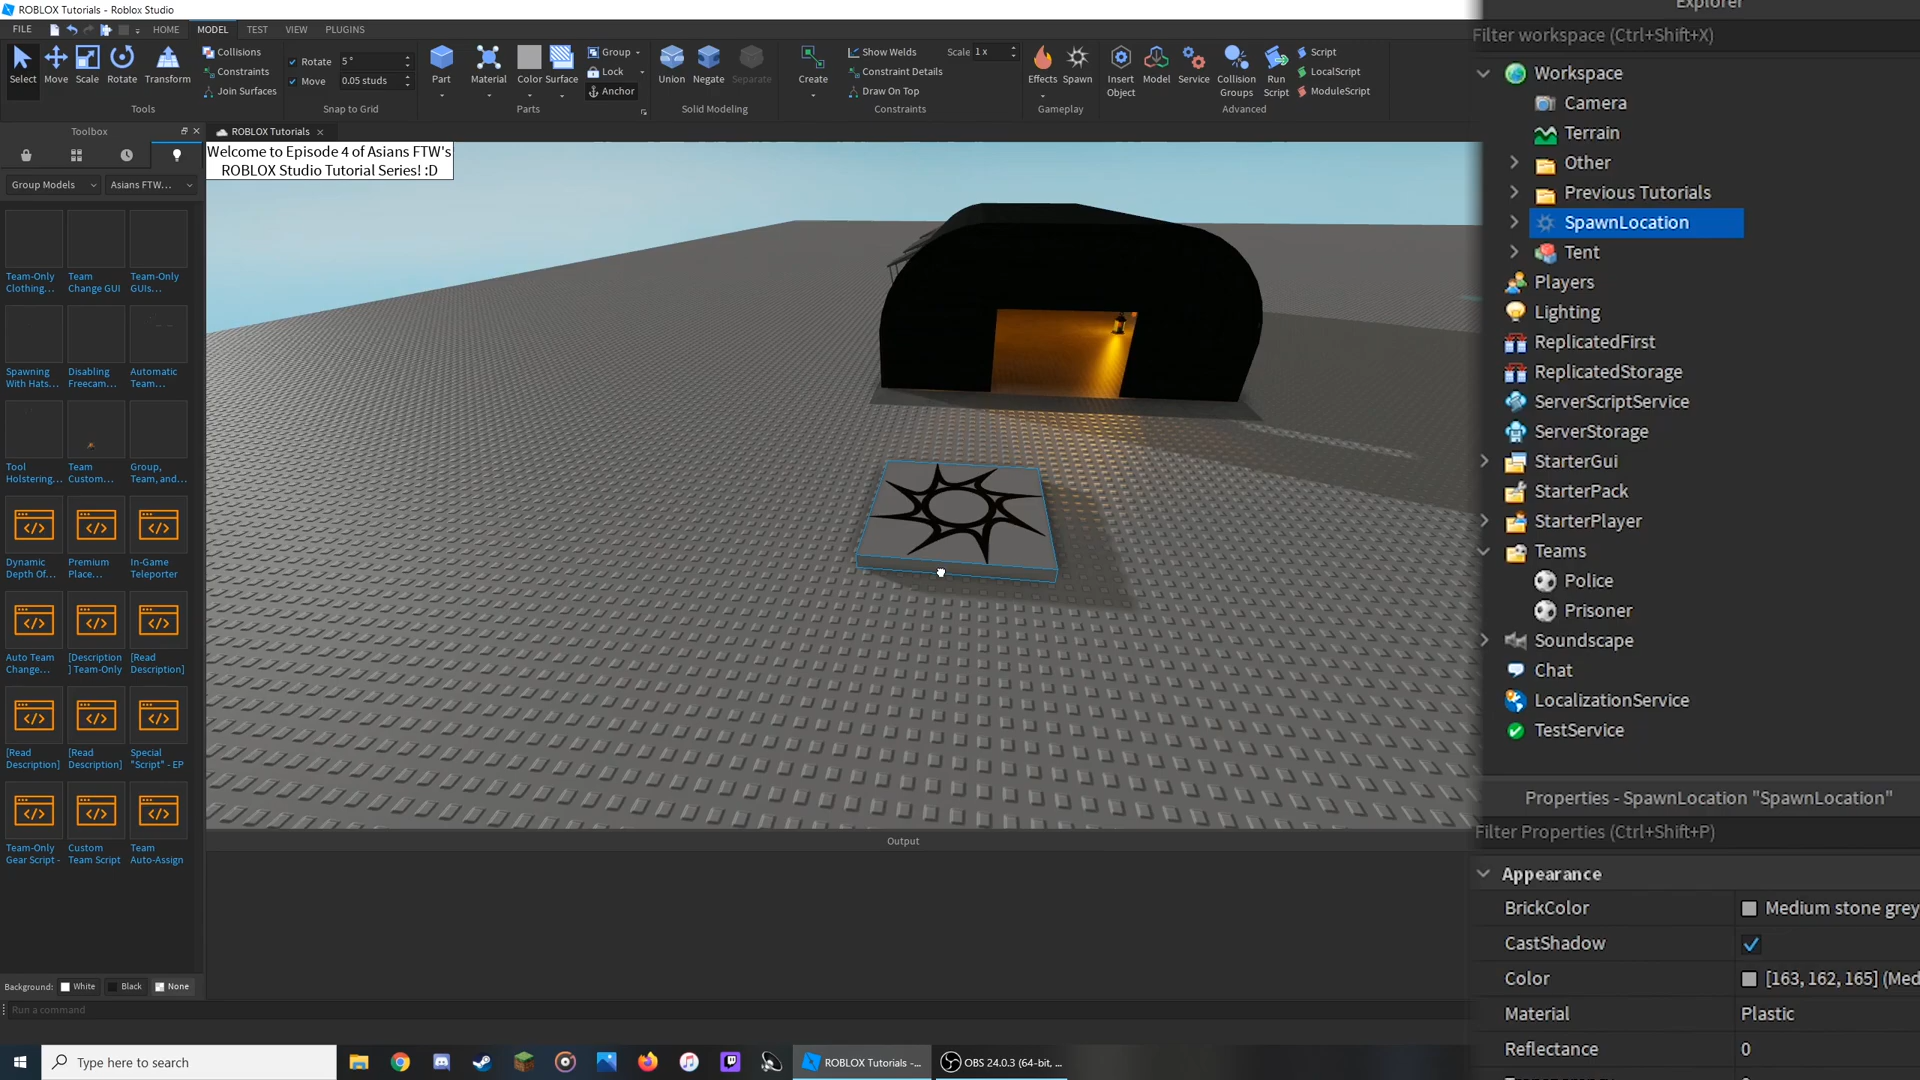 ROBLOX Tutorials - Roblox Studio
FILE HOME MODEL TEST VIEW PLUGINS
Select Move Scale Rotate Transform
Collisions
Constraints
Join Surfaces
Tools
Rotate 5 °
Move 0.05 studs
Snap to Grid
Part Material Color Surface
Group
Lock
Anchor
Parts
Union Negate Separate
Solid Modeling
Create
Show Welds Scale 1 x
Constraint Details
Draw On Top
Constraints
Effects Spawn
Gameplay
Insert Object Model Service Collision Groups Run Script
Script
LocalScript
ModuleScript
Advanced
Toolbox
ROBLOX Tutorials
Group Models Asians FTW...
Welcome to Episode 4 of Asians FTW's
ROBLOX Studio Tutorial Series! :D
Team-Only Clothing... Team Change GUI Team-Only GUIs...
Spawning With Hats... Disabling Freecam... Automatic Team...
Tool Holstering... Team Custom... Group, Team, and...
Dynamic Depth Of... Premium Place... In-Game Teleporter
Auto Team Change... [Description] Team-Only [Read Description]
[Read Description] [Read Description] Special "Script" - EP
Team-Only Gear Script - Custom Team Script Team Auto-Assign
Background: White Black None
Run a command
Output
Explorer
Filter workspace (Ctrl+Shift+X)
Workspace
Camera
Terrain
Other
Previous Tutorials
SpawnLocation
Tent
Players
Lighting
ReplicatedFirst
ReplicatedStorage
ServerScriptService
ServerStorage
StarterGui
StarterPack
StarterPlayer
Teams
Police
Prisoner
Soundscape
Chat
LocalizationService
TestService
Properties - SpawnLocation "SpawnLocation"
Filter Properties (Ctrl+Shift+P)
Appearance
BrickColor Medium stone grey
CastShadow
Color [163, 162, 165] (Med
Material Plastic
Reflectance 0
Type here to search
ROBLOX Tutorials -...
OBS 24.0.3 (64-bit, ...